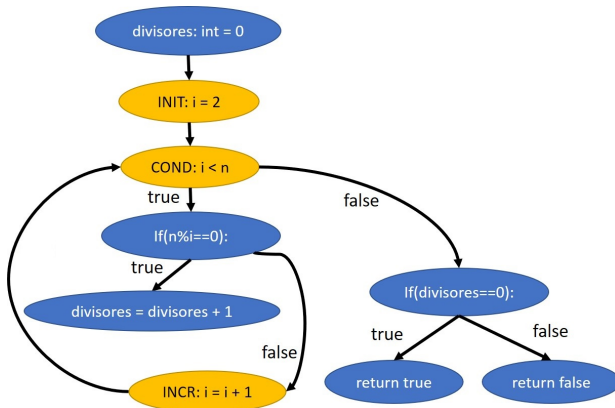 divisores: int = 0
INIT: i = 2
COND: i < n
true
false
If(n%i==0):
true
divisores = divisores + 1
false
INCR: i = i + 1
If(divisores==0):
true
false
return true
return false